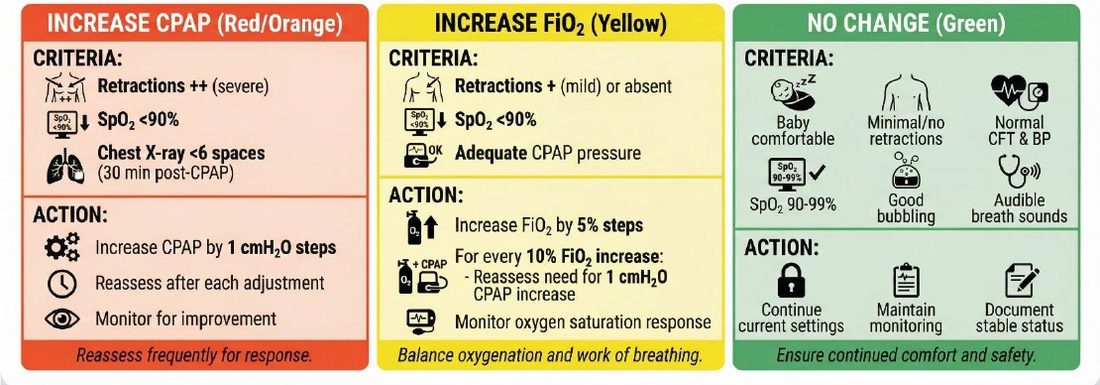 INCREASE CPAP (Red/Orange)
CRITERIA:
Retractions ++ (severe)
SpO₂ <90%
SpO₂ <90%
Chest X-ray <6 spaces
(30 min post-CPAP)
ACTION:
Increase CPAP by 1 cmH₂O steps
Reassess after each adjustment
Monitor for improvement
Reassess frequently for response.
INCREASE FiO₂ (Yellow)
CRITERIA:
Retractions + (mild) or absent
SpO₂ <90%
SpO₂ <90%
OK
Adequate CPAP pressure
ACTION:
O₂
Increase FiO₂ by 5% steps
For every 10% FiO₂ increase:
O₂ + CPAP
- Reassess need for 1 cmH₂O
CPAP increase
Monitor oxygen saturation response
Balance oxygenation and work of breathing.
NO CHANGE (Green)
CRITERIA:
zzZ
Baby
comfortable
Minimal/no
retractions
Normal
CFT & BP
SpO₂
90-99%
SpO₂ 90-99%
Good
bubbling
Audible
breath sounds
ACTION:
Continue
current settings
Maintain
monitoring
Document
stable status
Ensure continued comfort and safety.